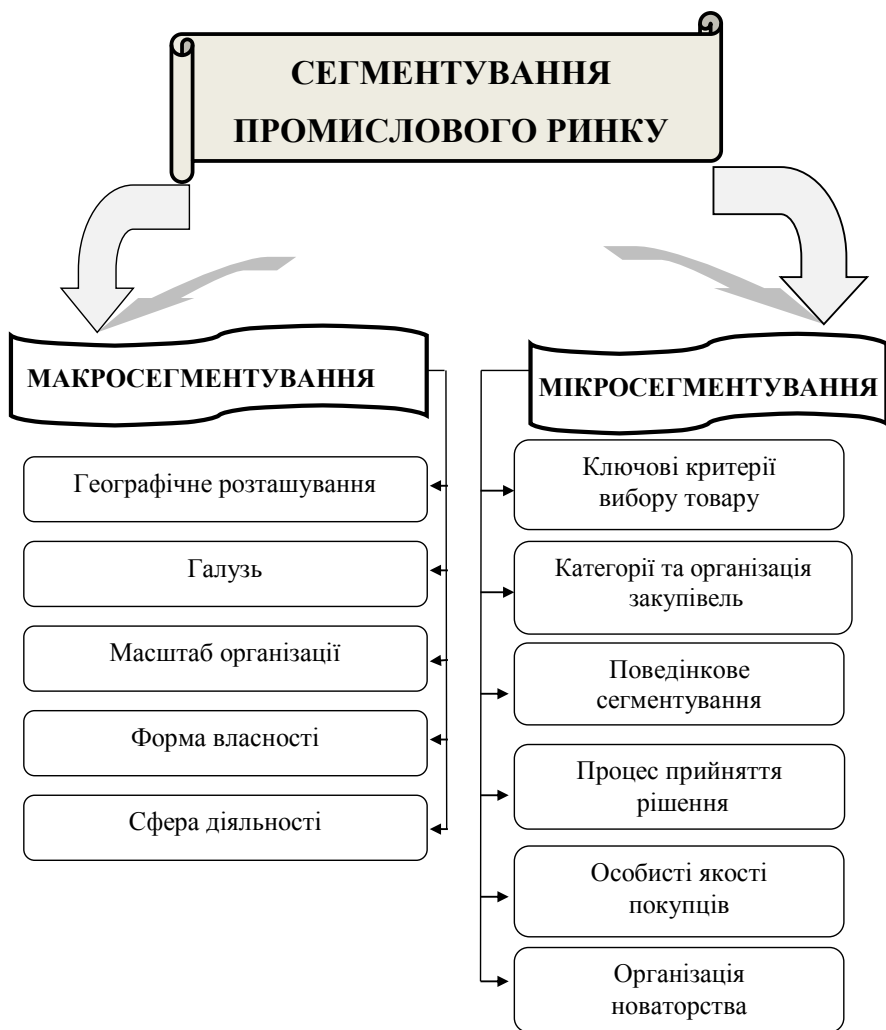 СЕГМЕНТУВАННЯ
ПРОМИСЛОВОГО РИНКУ
МАКРОСЕГМЕНТУВАННЯ
Географічне розташування
Галузь
Масштаб організації
Форма власності
Сфера діяльності
МІКРОСЕГМЕНТУВАННЯ
Ключові критерії
вибору товару
Категорії та організація
закупівель
Поведінкове
сегментування
Процес прийняття
рішення
Особисті якості
покупців
Організація
новаторства